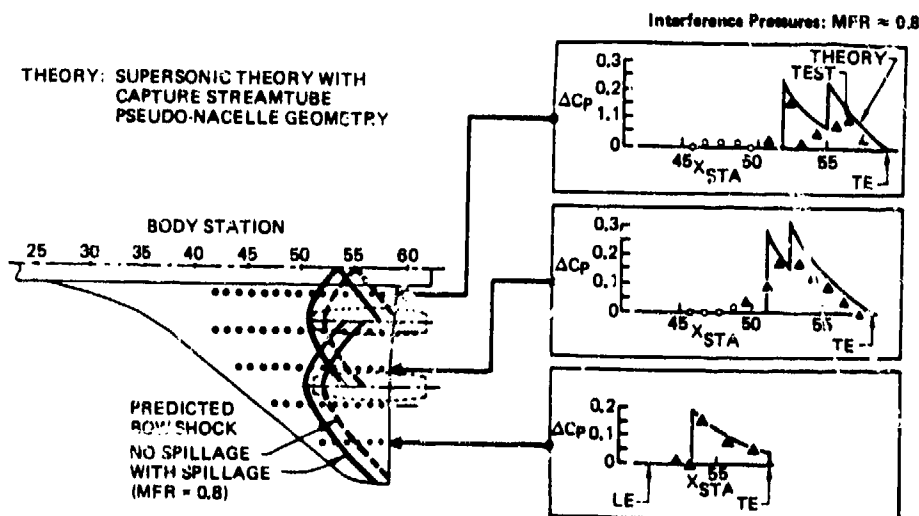 Interference Pressures: MFR ≈ 0.8
THEORY: SUPERSONIC THEORY WITH
CAPTURE STREAMTUBE
PSEUDO-NACELLE GEOMETRY
BODY STATION
25 30 35 40 45 50 55 60
PREDICTED
BOW SHOCK
NO SPILLAGE
WITH SPILLAGE
(MFR = 0.8)
0.3
0.2
1.1
0
ΔCp
THEORY
TEST
45 50 55
XSTA
TE
0.3
0.2
0.1
0
ΔCp
45 50 55
XSTA
TE
0.2
0.1
0
ΔCp
55
XSTA
LE
TE